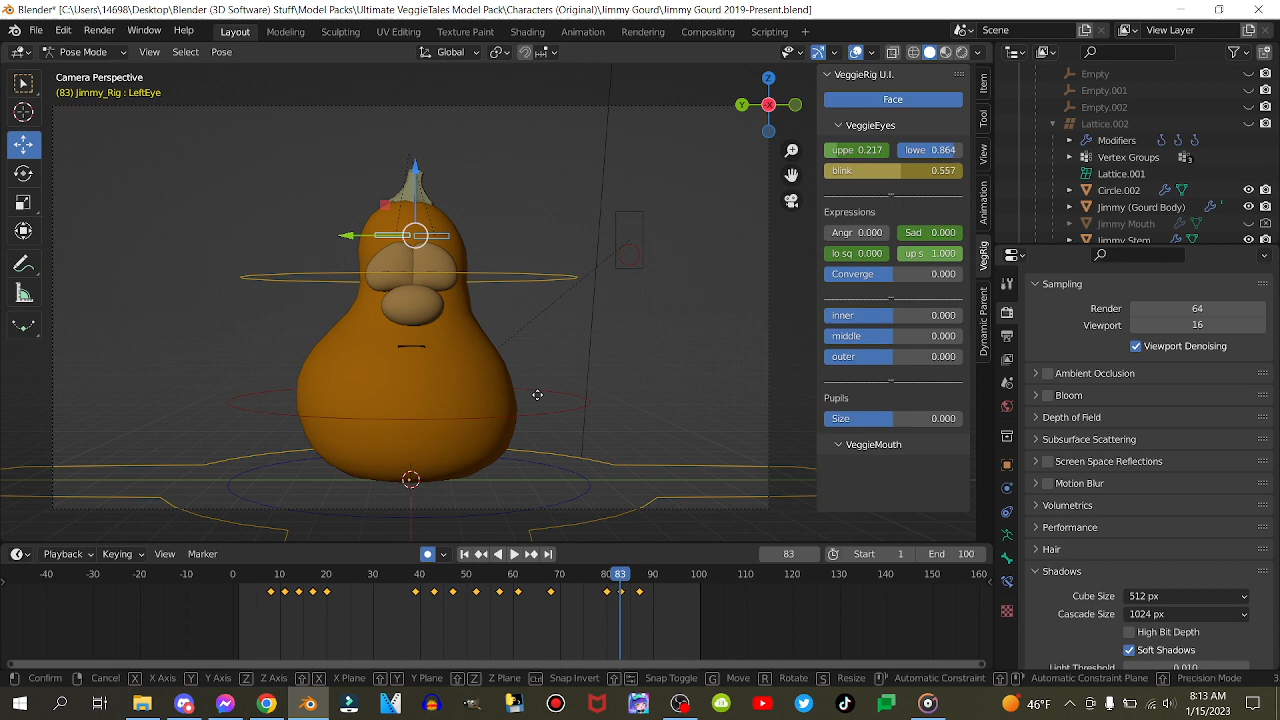 Blender* [C:\Users\14698\Desktop\Blender (3D Software) Stuff\Model Packs\Ultimate VeggieTales Model Pack\Characters (Original)\Jimmy Gourd\Jimmy Gourd 2019-Present.blend]
File Edit Render Window Help Layout Modeling Sculpting UV Editing Texture Paint Shading Animation Rendering Compositing Scripting + Scene View Layer
Pose Mode View Select Pose Global
Camera Perspective
(83) Jimmy_Rig : LeftEye
Z
Y
X
VeggieRig U.I.
Face
VeggieEyes
uppe 0.217 lowe 0.864
blink 0.557
Expressions
Angr 0.000 Sad 0.000
lo sq 0.000 up s 1.000
Converge 0.000
inner 0.000
middle 0.000
outer 0.000
Pupils
Size 0.000
VeggieMouth
Item
Tool
View
Animation
VegRig
Dynamic Parent
Empty
Empty.001
Empty.002
Lattice.002
Modifiers
Vertex Groups 3
Lattice.001
Circle.002
Jimmy (Gourd Body)
Jimmy Mouth
Jimmy Stem
Sampling
Render 64
Viewport 16
Viewport Denoising
Ambient Occlusion
Bloom
Depth of Field
Subsurface Scattering
Screen Space Reflections
Motion Blur
Volumetrics
Performance
Hair
Shadows
Cube Size 512 px
Cascade Size 1024 px
High Bit Depth
Soft Shadows
Light Threshold 0.010
Playback Keying View Marker 83 Start 1 End 100
-40 -30 -20 -10 0 10 20 30 40 50 60 70 80 83 90 100 110 120 130 140 150 160
Confirm Cancel X X Axis Y Y Axis Z Z Axis X X Plane Y Y Plane Z Z Plane Ctrl Snap Invert Snap Toggle G Move R Rotate S Resize Automatic Constraint Automatic Constraint Plane Precision Mode
46°F 8:13 AM
1/15/2023